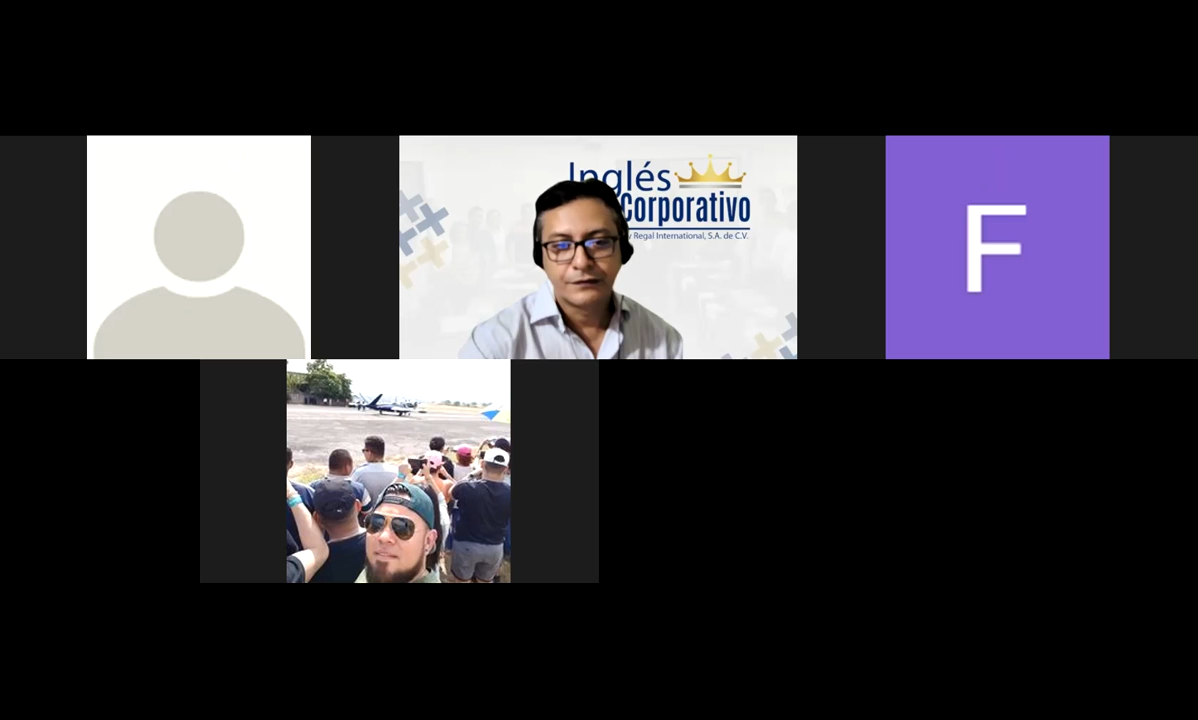 Inglés
Corporativo
Regal International, S.A. de C.V.
F